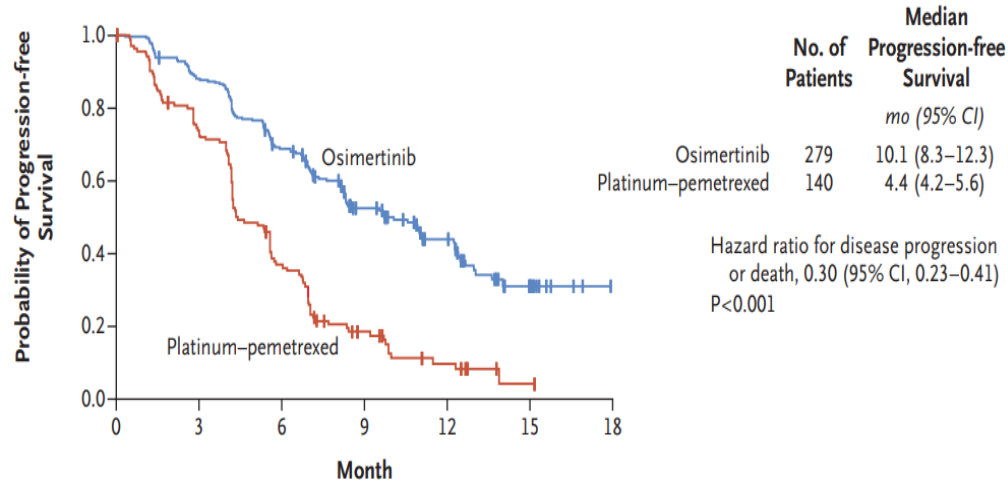 Probability of Progression-free
Survival
1.0
0.8
0.6
0.4
0.2
0.0
0
3
6
9
12
15
18
Month
Osimertinib
Platinum–pemetrexed
No. of
Patients
Median
Progression-free
Survival
mo (95% CI)
Osimertinib 279 10.1 (8.3–12.3)
Platinum–pemetrexed 140 4.4 (4.2–5.6)
Hazard ratio for disease progression
or death, 0.30 (95% CI, 0.23–0.41)
P<0.001